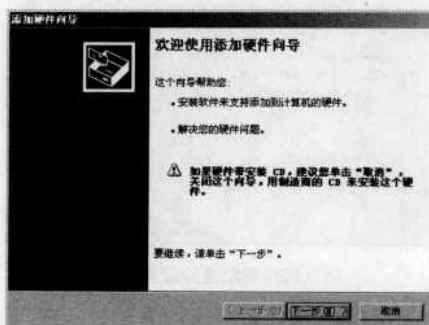 添加硬件向导
欢迎使用添加硬件向导
这个向导帮助您:
•安装软件来支持添加到计算机的硬件。
•解决您的硬件问题。
如果硬件带安装 CD，建议您单击“取消”，
关闭这个向导，用制造商的 CD 来安装这个硬
件。
要继续，请单击“下一步”。
<上一步(B) 下一步(N) > 取消